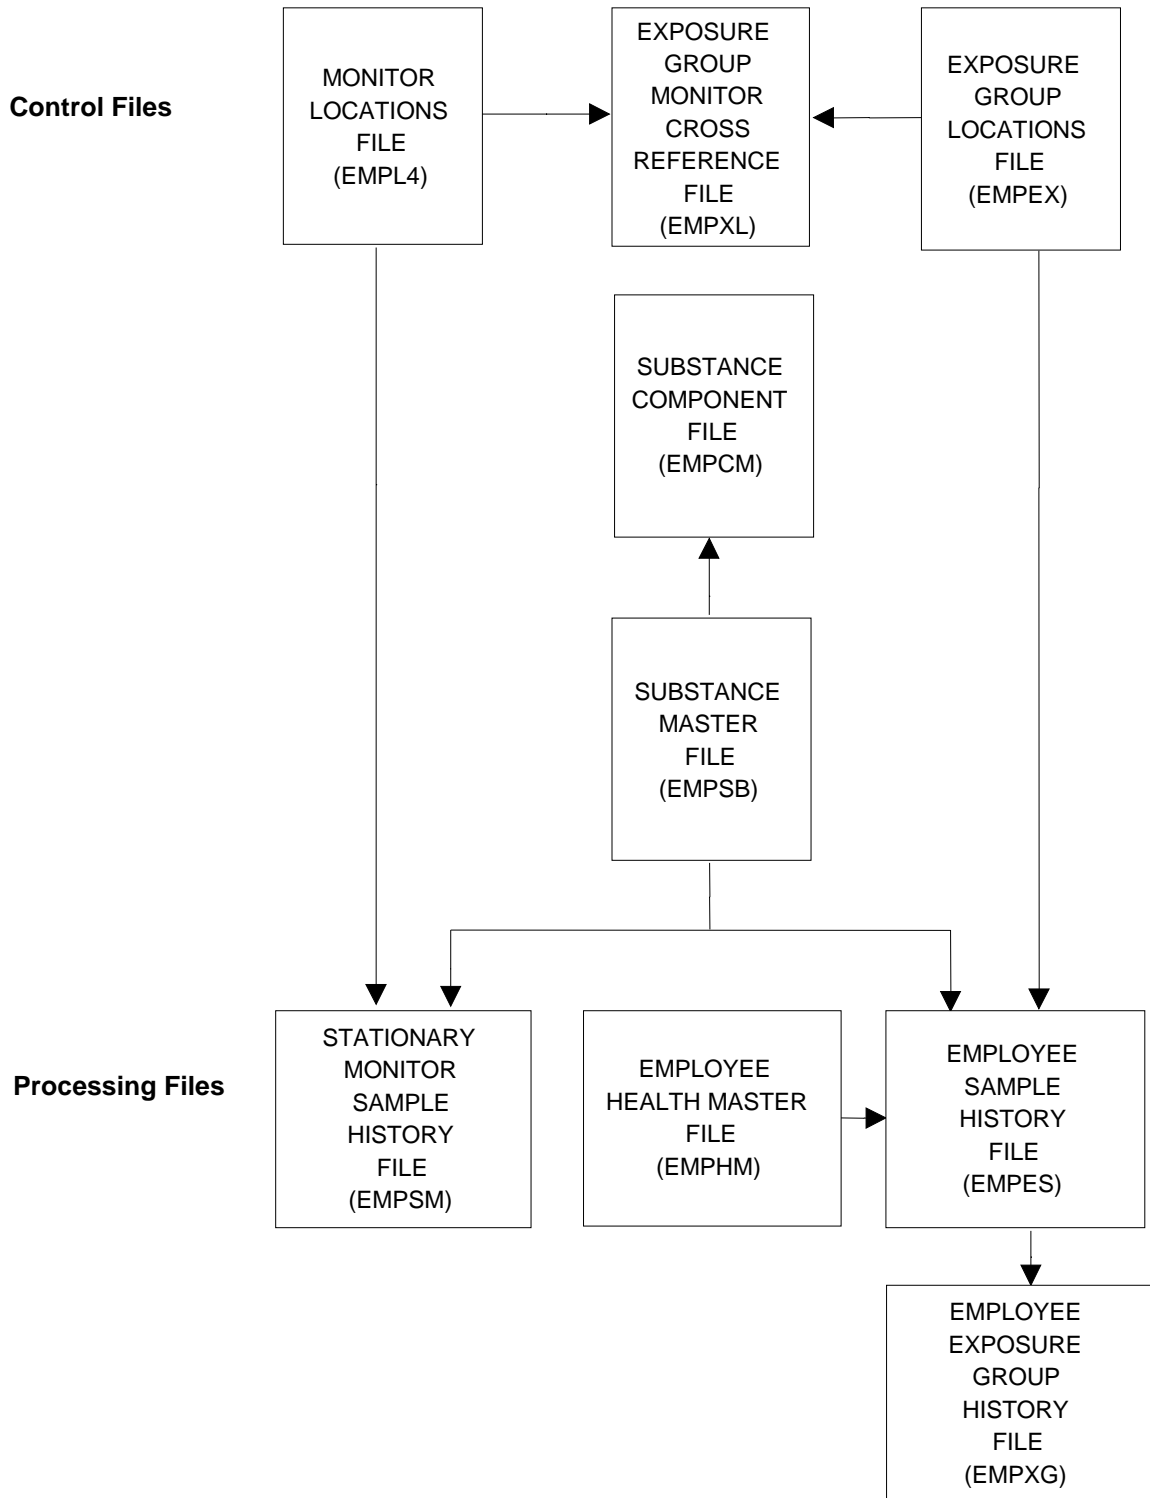 Control Files
MONITOR
LOCATIONS
FILE
(EMPL4)
EXPOSURE
GROUP
MONITOR
CROSS
REFERENCE
FILE
(EMPXL)
EXPOSURE
GROUP
LOCATIONS
FILE
(EMPEX)
SUBSTANCE
COMPONENT
FILE
(EMPCM)
SUBSTANCE
MASTER
FILE
(EMPSB)
Processing Files
STATIONARY
MONITOR
SAMPLE
HISTORY
FILE
(EMPSM)
EMPLOYEE
HEALTH MASTER
FILE
(EMPHM)
EMPLOYEE
SAMPLE
HISTORY
FILE
(EMPES)
EMPLOYEE
EXPOSURE
GROUP
HISTORY
FILE
(EMPXG)